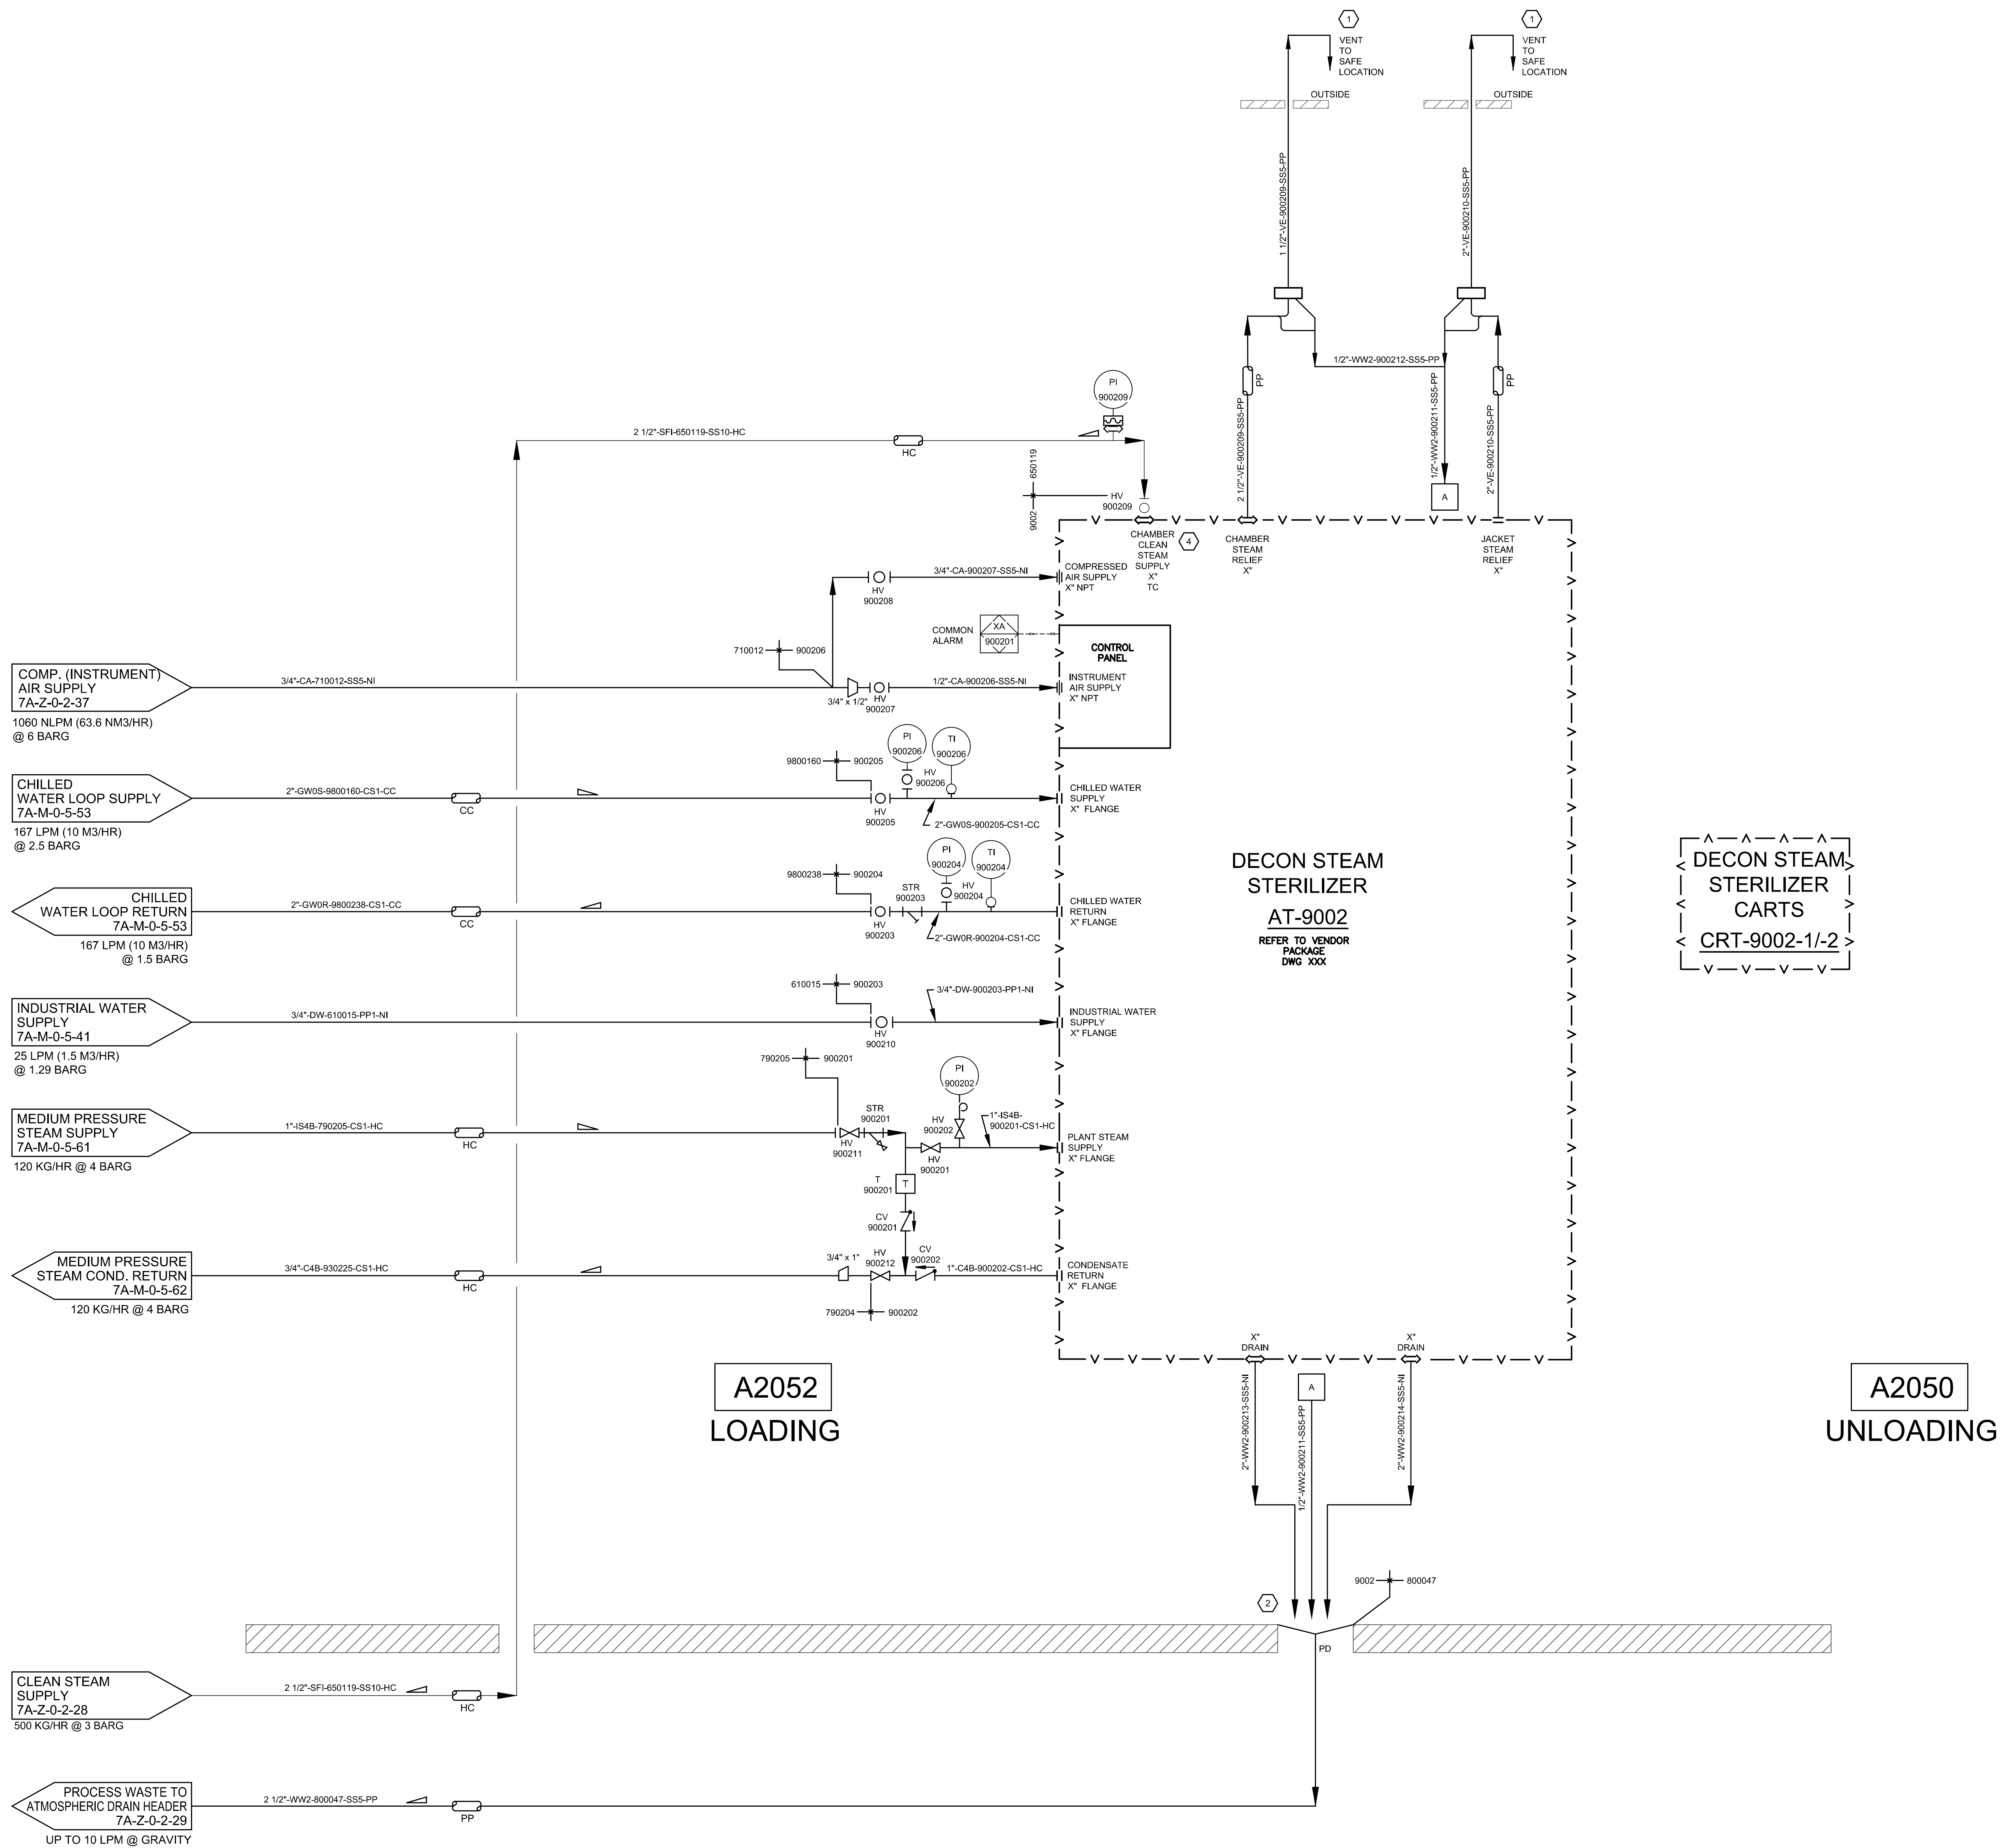 1
VENT
TO
SAFE
LOCATION
1
VENT
TO
SAFE
LOCATION
OUTSIDE
OUTSIDE
1 1/2"-VE-900209-SS5-PP
2"-VE-900210-SS5-PP
1/2"-WW2-900212-SS5-PP
PP
PP
2 1/2"-VE-900209-SS5-PP
1/2"-WW2-900211-SS5-PP
2"-VE-900210-SS5-PP
A
PI
900209
2 1/2"-SFI-650119-SS10-HC
HC
650119
9002
HV
900209
CHAMBER
CLEAN
STEAM
SUPPLY
X"
TC
4
CHAMBER
STEAM
RELIEF
X"
JACKET
STEAM
RELIEF
X"
3/4"-CA-900207-SS5-NI
HV
900208
COMPRESSED
AIR SUPPLY
X" NPT
COMMON
ALARM
XA
900201
CONTROL
PANEL
710012
900206
COMP. (INSTRUMENT)
AIR SUPPLY
7A-Z-0-2-37
1060 NLPM (63.6 NM3/HR)
@ 6 BARG
3/4"-CA-710012-SS5-NI
3/4" x 1/2"
HV
900207
1/2"-CA-900206-SS5-NI
INSTRUMENT
AIR SUPPLY
X" NPT
PI
900206
TI
900206
HV
900206
9800160
900205
CHILLED
WATER LOOP SUPPLY
7A-M-0-5-53
167 LPM (10 M3/HR)
@ 2.5 BARG
2"-GW0S-9800160-CS1-CC
CC
HV
900205
2"-GW0S-900205-CS1-CC
CHILLED WATER
SUPPLY
X" FLANGE
PI
900204
TI
900204
HV
900204
9800238
900204
STR
900203
CHILLED
WATER LOOP RETURN
7A-M-0-5-53
167 LPM (10 M3/HR)
@ 1.5 BARG
2"-GW0R-9800238-CS1-CC
CC
HV
900203
2"-GW0R-900204-CS1-CC
CHILLED WATER
RETURN
X" FLANGE
DECON STEAM
STERILIZER
AT-9002
REFER TO VENDOR
PACKAGE
DWG XXX
DECON STEAM
STERILIZER
CARTS
CRT-9002-1/-2
610015
900203
3/4"-DW-900203-PP1-NI
INDUSTRIAL WATER
SUPPLY
7A-M-0-5-41
25 LPM (1.5 M3/HR)
@ 1.29 BARG
3/4"-DW-610015-PP1-NI
HV
900210
INDUSTRIAL WATER
SUPPLY
X" FLANGE
790205
900201
PI
900202
MEDIUM PRESSURE
STEAM SUPPLY
7A-M-0-5-61
120 KG/HR @ 4 BARG
1"-IS4B-790205-CS1-HC
HC
STR
900201
HV
900211
HV
900202
1"-IS4B-
900201-CS1-HC
HV
900201
PLANT STEAM
SUPPLY
X" FLANGE
T
900201
T
CV
900201
MEDIUM PRESSURE
STEAM COND. RETURN
7A-M-0-5-62
120 KG/HR @ 4 BARG
3/4"-C4B-930225-CS1-HC
HC
3/4" x 1"
HV
900212
CV
900202
1"-C4B-900202-CS1-HC
CONDENSATE
RETURN
X" FLANGE
790204
900202
X"
DRAIN
X"
DRAIN
A2052
LOADING
A2050
UNLOADING
A
2"-WW2-900213-SS5-NI
1/2"-WW2-900211-SS5-PP
2"-WW2-900214-SS5-NI
9002
800047
2
PD
CLEAN STEAM
SUPPLY
7A-Z-0-2-28
500 KG/HR @ 3 BARG
2 1/2"-SFI-650119-SS10-HC
HC
PROCESS WASTE TO
ATMOSPHERIC DRAIN HEADER
7A-Z-0-2-29
UP TO 10 LPM @ GRAVITY
2 1/2"-WW2-800047-SS5-PP
PP